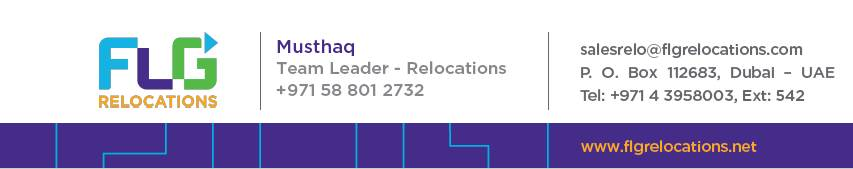 FLG
RELOCATIONS
Musthaq
Team Leader - Relocations
+971 58 801 2732
salesrelo@flgrelocations.com
P. O. Box 112683, Dubai – UAE
Tel: +971 4 3958003, Ext: 542
www.flgrelocations.net